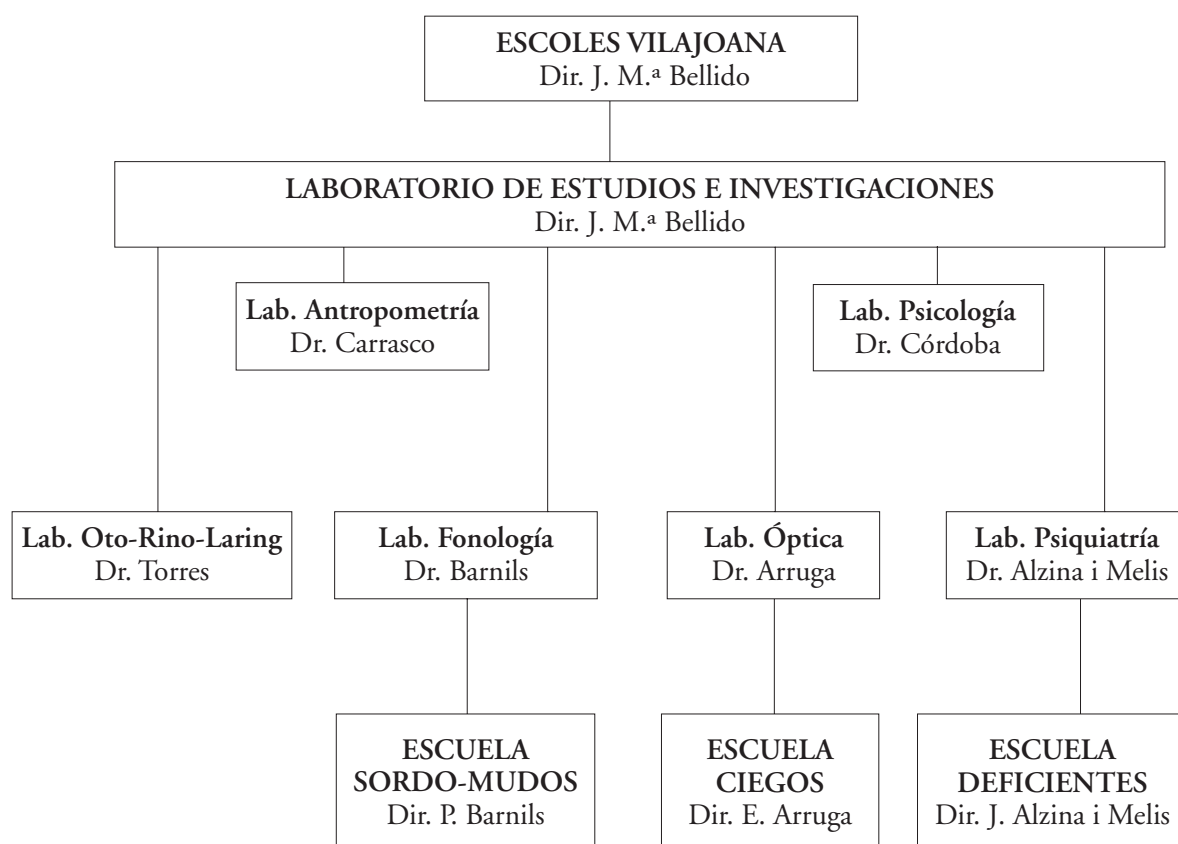 ESCOLES VILAJOANA
Dir. J. M.ª Bellido
LABORATORIO DE ESTUDIOS E INVESTIGACIONES
Dir. J. M.ª Bellido
Lab. Antropometría
Dr. Carrasco
Lab. Psicología
Dr. Córdoba
Lab. Oto-Rino-Laring
Dr. Torres
Lab. Fonología
Dr. Barnils
Lab. Óptica
Dr. Arruga
Lab. Psiquiatría
Dr. Alzina i Melis
ESCUELA
SORDO-MUDOS
Dir. P. Barnils
ESCUELA
CIEGOS
Dir. E. Arruga
ESCUELA
DEFICIENTES
Dir. J. Alzina i Melis